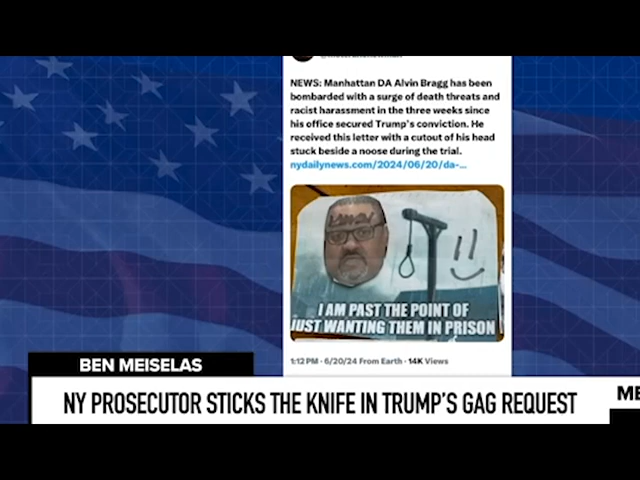 NEWS: Manhattan DA Alvin Bragg has been
bombarded with a surge of death threats and
racist harassment in the three weeks since
his office secured Trump's conviction. He
received this letter with a cutout of his head
stuck beside a noose during the trial.
nydailynews.com/2024/06/20/da-...
I AM PAST THE POINT OF
JUST WANTING THEM IN PRISON
1:12 PM · 6/20/24 From Earth · 14K Views
BEN MEISELAS
NY PROSECUTOR STICKS THE KNIFE IN TRUMP'S GAG REQUEST
ME